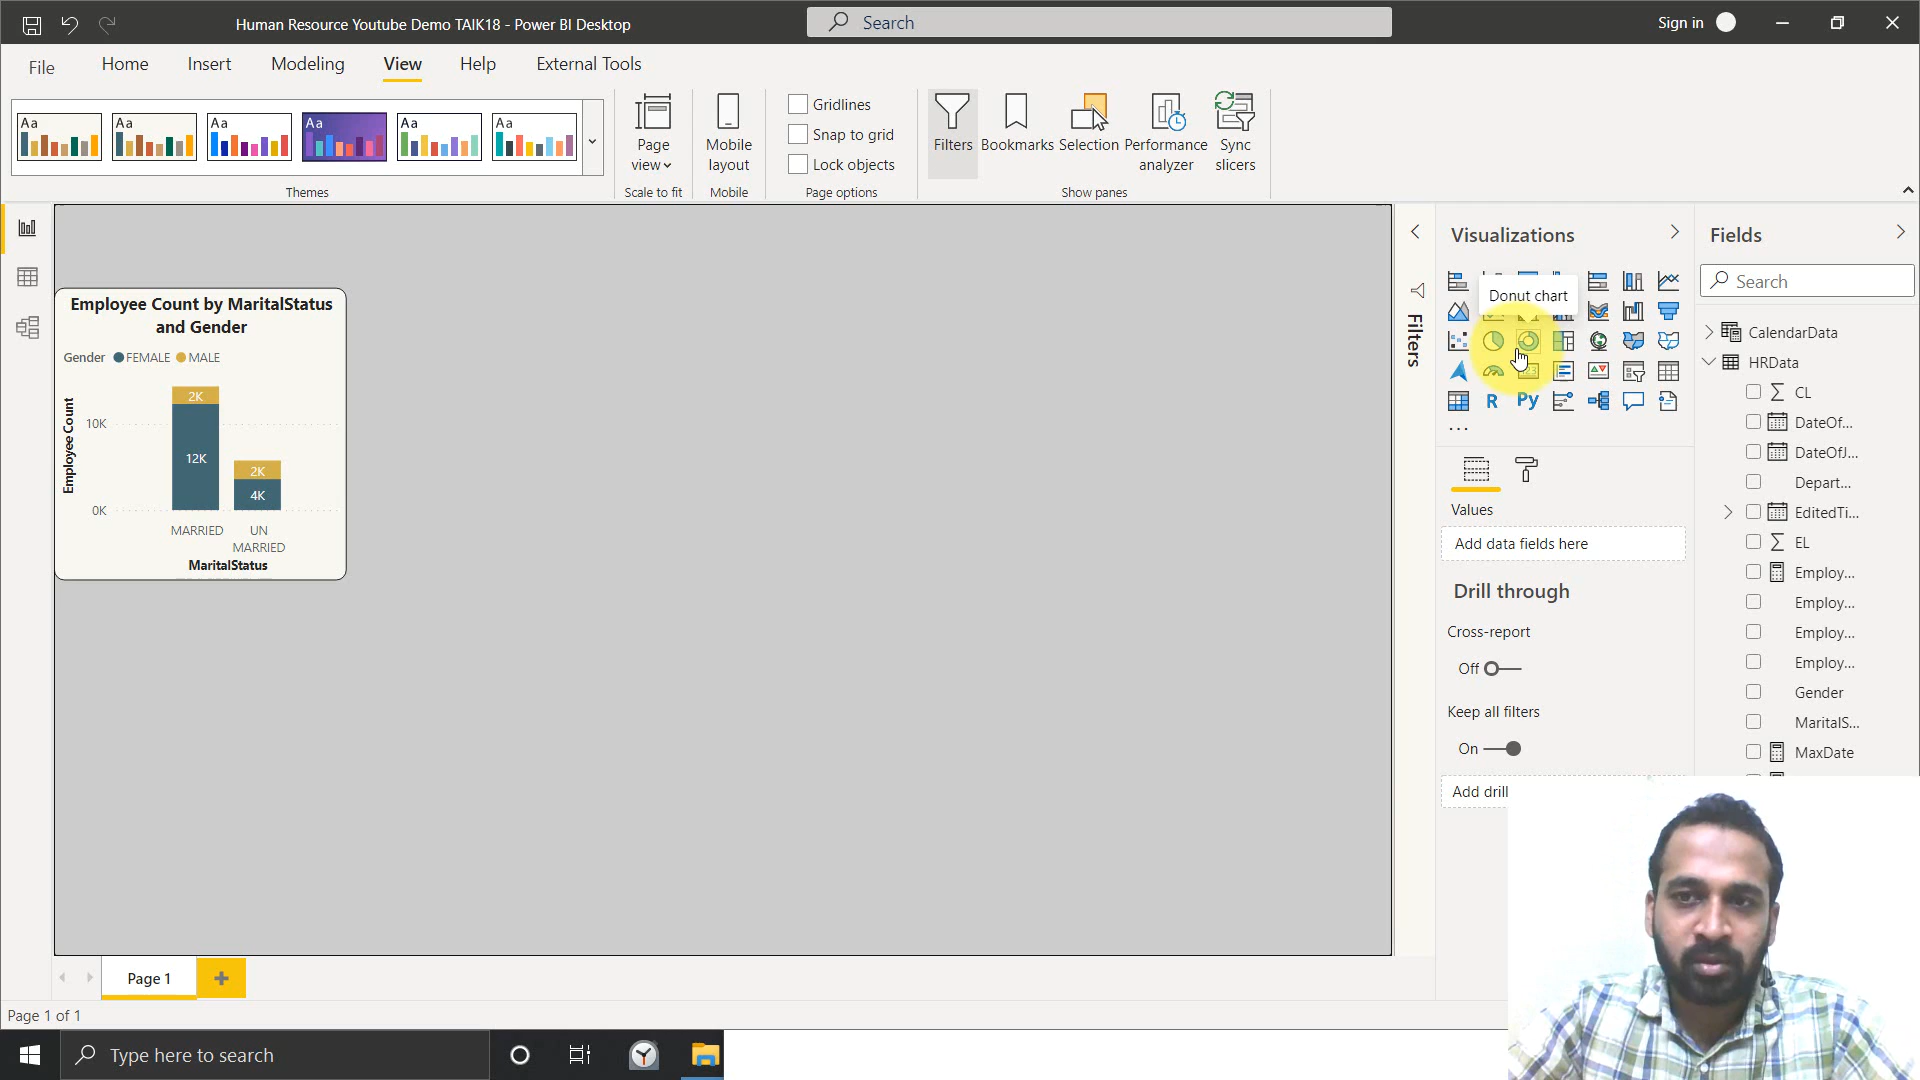 Human Resource Youtube Demo TAIK18 - Power BI Desktop
Search
Sign in
File
Home
Insert
Modeling
View
Help
External Tools
Aa
Aa
Aa
Aa
Aa
Aa
Themes
Page
view
Scale to fit
Mobile
layout
Mobile
Gridlines
Snap to grid
Lock objects
Page options
Filters
Bookmarks
Selection
Performance
analyzer
Sync
slicers
Show panes
Employee Count by MaritalStatus
and Gender
Gender
FEMALE
MALE
Employee Count
10K
0K
2K
12K
2K
4K
MARRIED
UN
MARRIED
MaritalStatus
Filters
Visualizations
Donut chart
123
R
Py
...
Values
Add data fields here
Drill through
Cross-report
Off
Keep all filters
On
Add drill
Fields
Search
CalendarData
HRData
CL
DateOf...
DateOfJ...
Depart...
EditedTi...
EL
Employ...
Employ...
Employ...
Employ...
Gender
MaritalS...
MaxDate
Page 1
Page 1 of 1
Type here to search